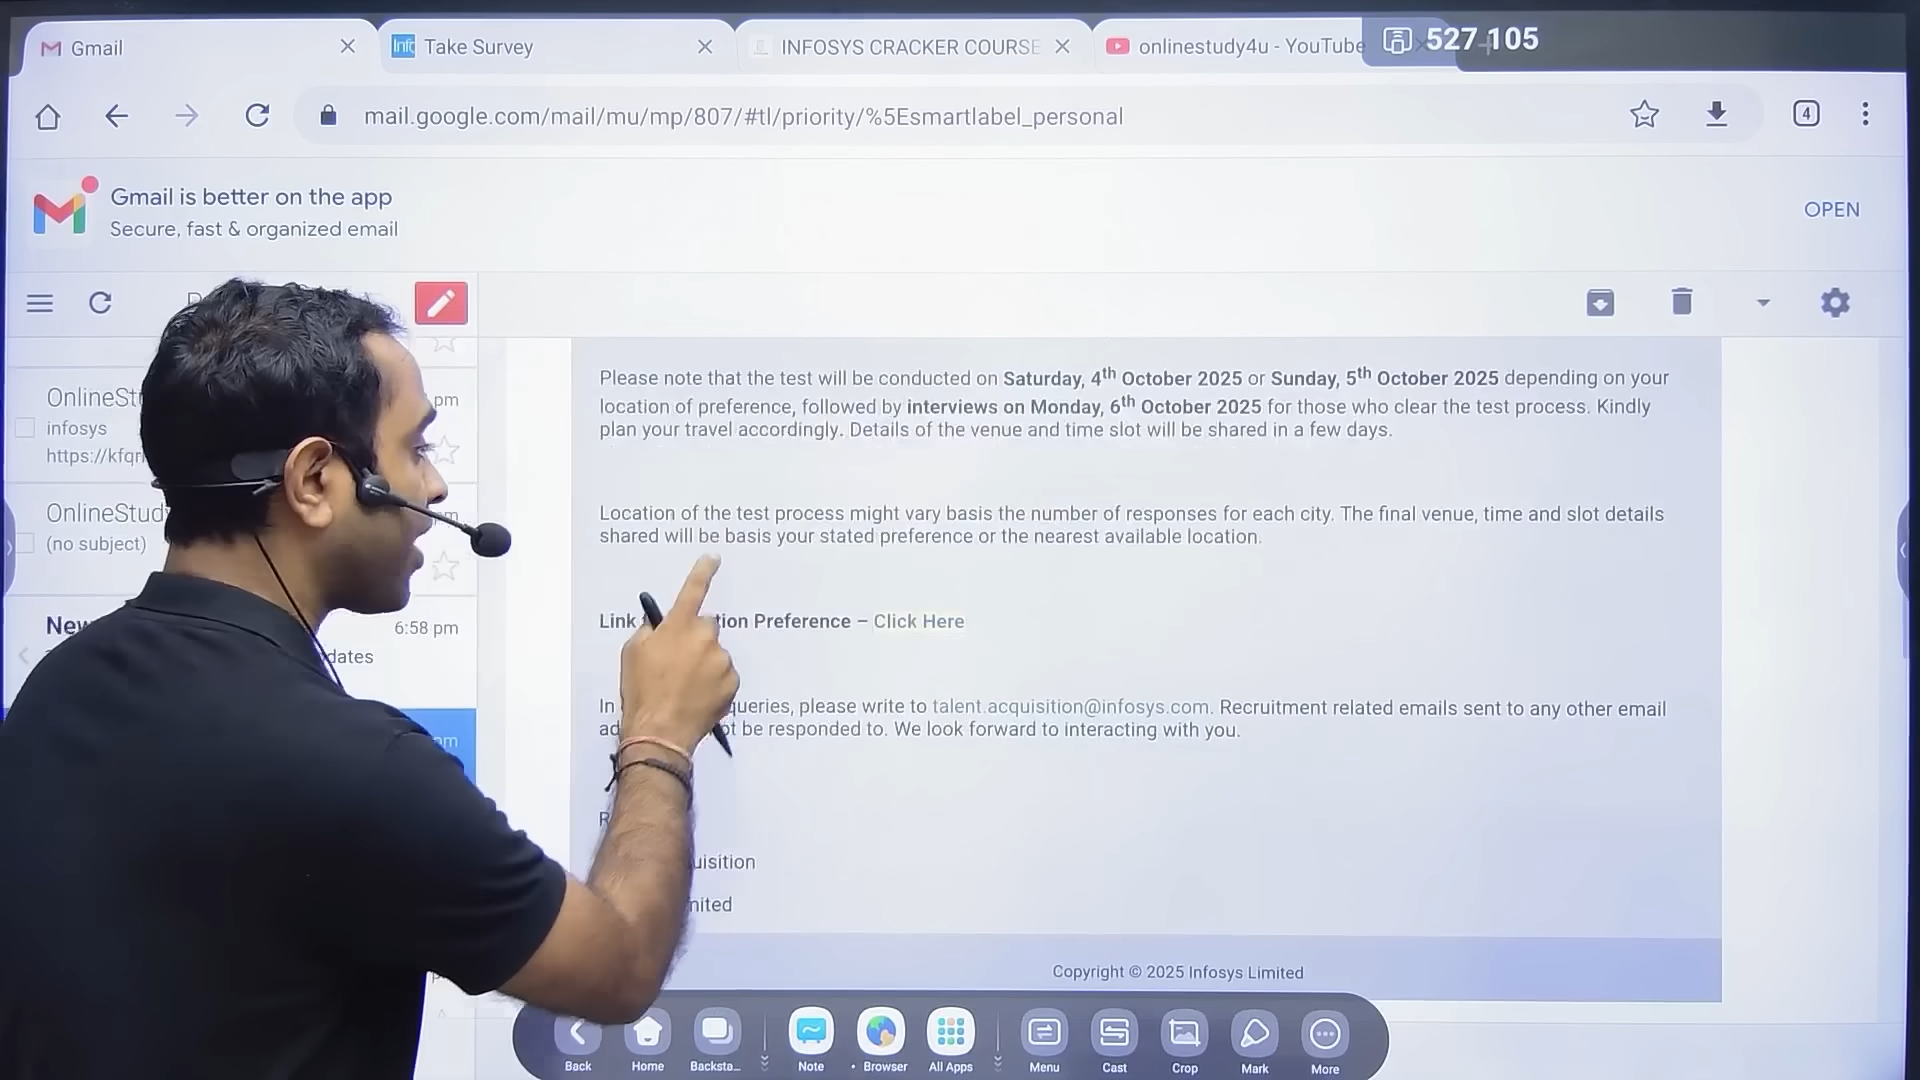 Gmail
Take Survey
INFOSYS CRACKER COURSE
onlinestudy4u - YouTube
527 105
mail.google.com/mail/mu/mp/807/#tl/priority/%5Esmartlabel_personal
4
Gmail is better on the app
Secure, fast & organized email
OPEN
Please note that the test will be conducted on Saturday, 4th October 2025 or Sunday, 5th October 2025 depending on your
location of preference, followed by interviews on Monday, 6th October 2025 for those who clear the test process. Kindly
plan your travel accordingly. Details of the venue and time slot will be shared in a few days.
Location of the test process might vary basis the number of responses for each city. The final venue, time and slot details
shared will be basis your stated preference or the nearest available location.
Link tion Preference – Click Here
In queries, please write to talent.acquisition@infosys.com. Recruitment related emails sent to any other email
ad ot be responded to. We look forward to interacting with you.
R
uisition
nited
Copyright © 2025 Infosys Limited
OnlineSt pm
infosys
https://kfqr
OnlineStud pm
(no subject)
New 6:58 pm
dates
pm
Back
Home
Backsta...
Note
Browser
All Apps
Menu
Cast
Crop
Mark
More